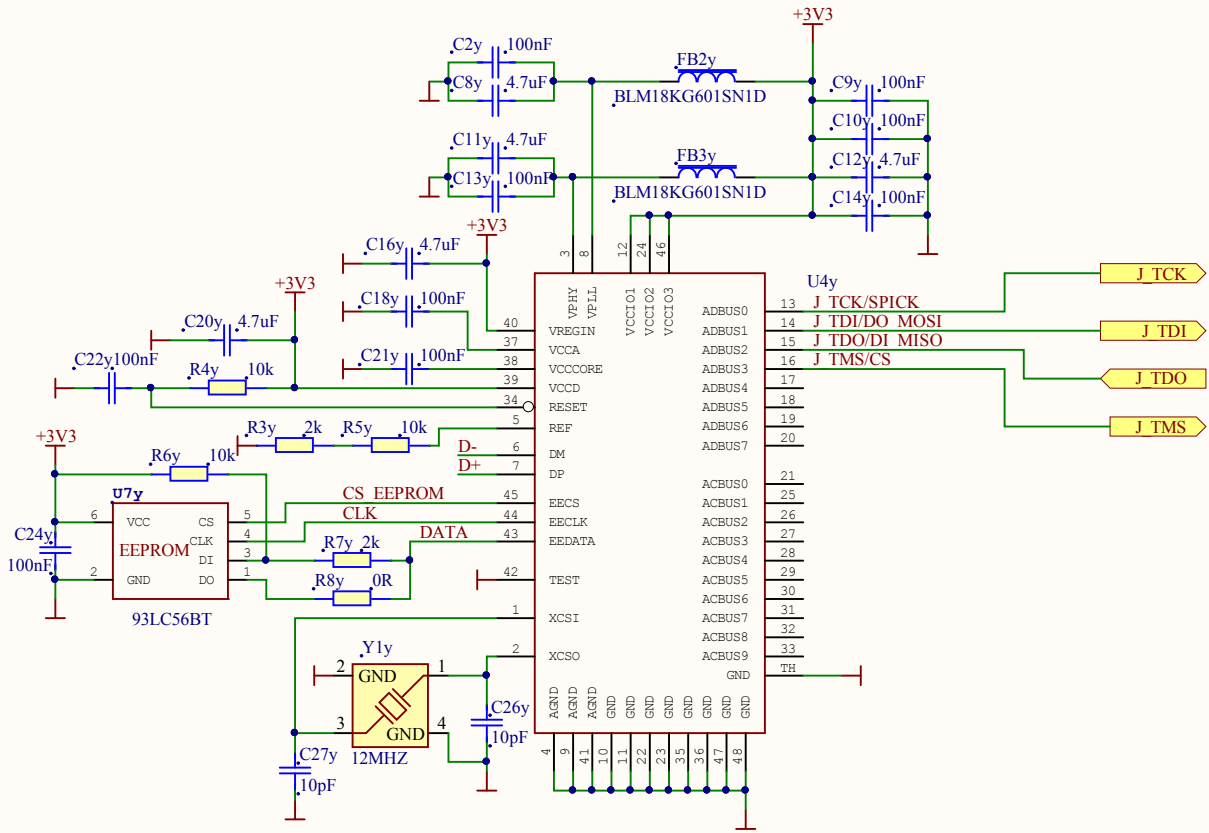 +3V3
C2y 100nF
FB2y
C8y 4.7uF
BLM18KG601SN1D
C9y 100nF
C10y 100nF
C11y 4.7uF
FB3y
C12y 4.7uF
C13y 100nF
BLM18KG601SN1D
C14y 100nF
+3V3
C16y 4.7uF
3 8 12 24 46
U4y
J_TCK
+3V3
C18y 100nF
VPHY VPLL VCCIO1 VCCIO2 VCCIO3
ADBUS0 13 J_TCK/SPICK
C20y 4.7uF
40 VREGIN
ADBUS1 14 J_TDI/DO_MOSI
J_TDI
37 VCCA
ADBUS2 15 J_TDO/DI_MISO
C22y 100nF
C21y 100nF
38 VCCCORE
ADBUS3 16 J_TMS/CS
R4y 10k
39 VCCD
ADBUS4 17
J_TDO
34 RESET
ADBUS5 18
R3y 2k R5y 10k
5 REF
ADBUS6 19
J_TMS
+3V3
D- 6 DM
ADBUS7 20
R6y 10k
D+ 7 DP
ACBUS0 21
U7y
CS_EEPROM 45 EECS
ACBUS1 25
6 VCC CS 5
CLK 44 EECLK
ACBUS2 26
C24y
CLK 4
DATA 43 EEDATA
ACBUS3 27
EEPROM
R7y 2k
ACBUS4 28
100nF
DI 3
2 GND DO 1
R8y 0R
42 TEST
ACBUS5 29
ACBUS6 30
93LC56BT
1 XCSI
ACBUS7 31
ACBUS8 32
Y1y
2 XCSO
ACBUS9 33
2 GND 1
GND TH
C26y
3 GND 4
10pF
AGND AGND AGND GND GND GND GND GND GND GND GND
C27y
12MHZ
10pF
4 9 41 10 11 22 23 35 36 47 48